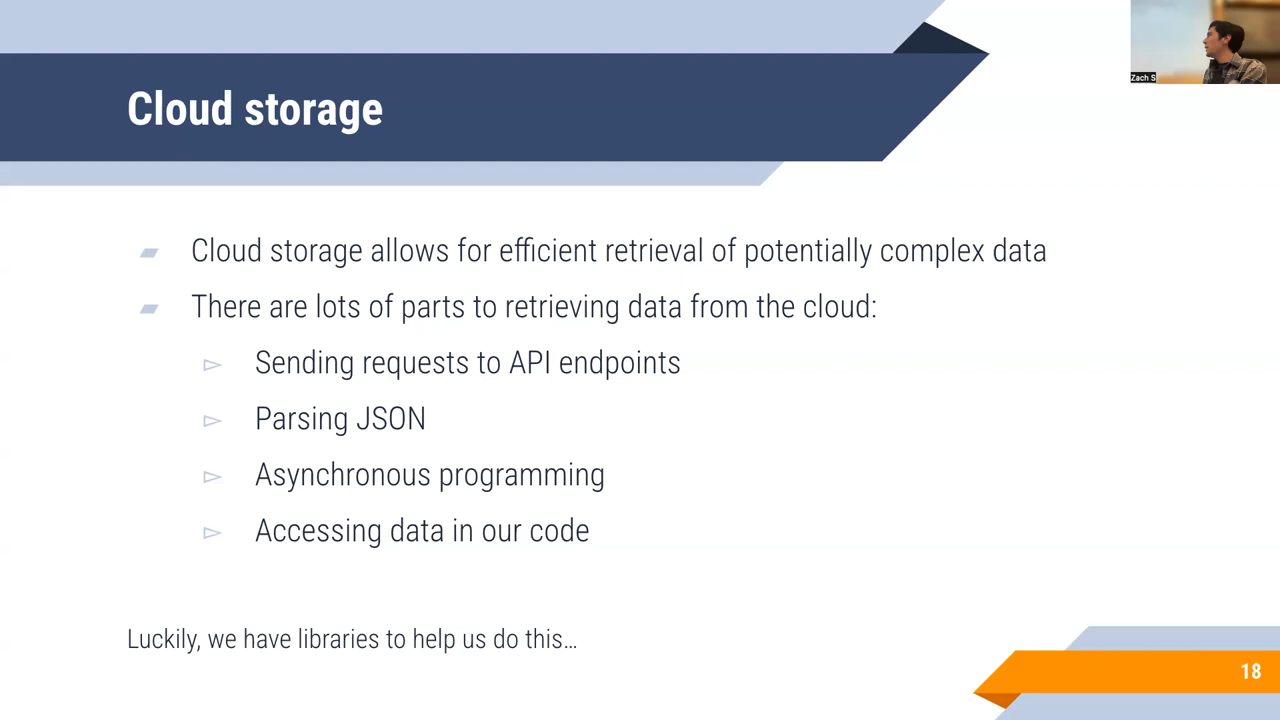 Zach S
Cloud storage
Cloud storage allows for efficient retrieval of potentially complex data
There are lots of parts to retrieving data from the cloud:
Sending requests to API endpoints
Parsing JSON
Asynchronous programming
Accessing data in our code
Luckily, we have libraries to help us do this…
18